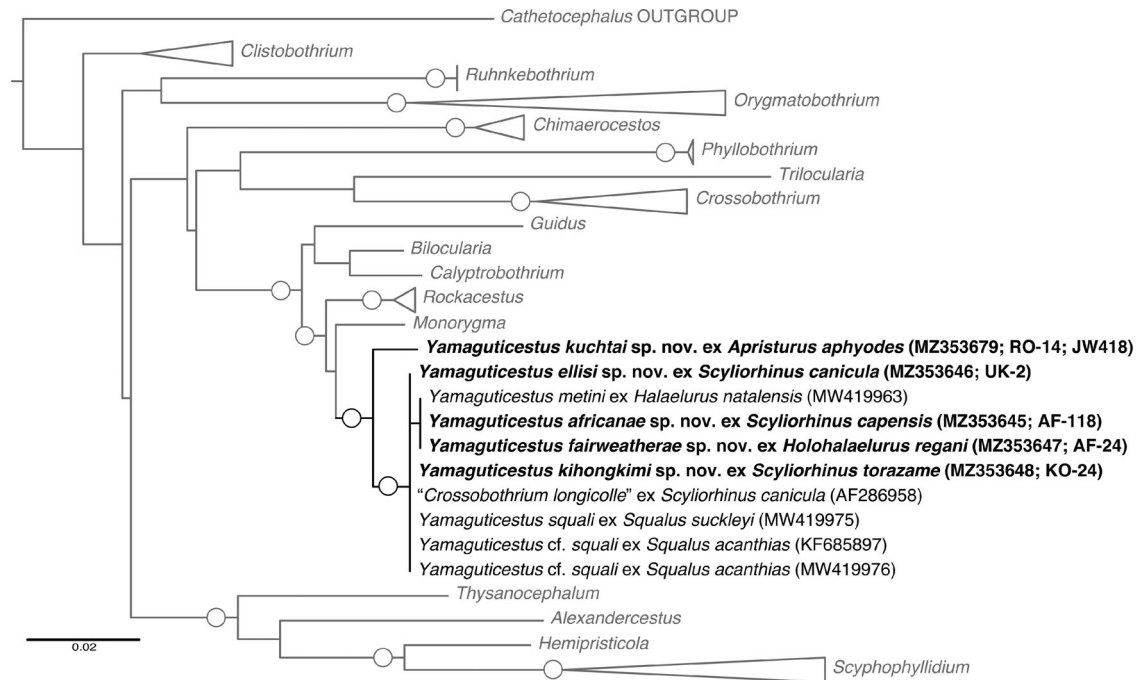 Cathetocephalus OUTGROUP
Clistobothrium
Ruhnkebothrium
Orygmatobothrium
Chimaerocestos
Phyllobothrium
Trilocularia
Crossobothrium
Guidus
Bilocularia
Calyptrobothrium
Rockacestus
Monorygma
Yamaguticestus kuchtai sp. nov. ex Apristurus aphyodes (MZ353679; RO-14; JW418)
Yamaguticestus ellisi sp. nov. ex Scyliorhinus canicula (MZ353646; UK-2)
Yamaguticestus metini ex Halaelurus natalensis (MW419963)
Yamaguticestus africanae sp. nov. ex Scyliorhinus capensis (MZ353645; AF-118)
Yamaguticestus fairweatherae sp. nov. ex Holohalaelurus regani (MZ353647; AF-24)
Yamaguticestus kihongkimi sp. nov. ex Scyliorhinus torazame (MZ353648; KO-24)
“Crossobothrium longicolle” ex Scyliorhinus canicula (AF286958)
Yamaguticestus squali ex Squalus suckleyi (MW419975)
Yamaguticestus cf. squali ex Squalus acanthias (KF685897)
Yamaguticestus cf. squali ex Squalus acanthias (MW419976)
Thysanocephalum
Alexandercestus
Hemipristicola
Scyphophyllidium
0.02